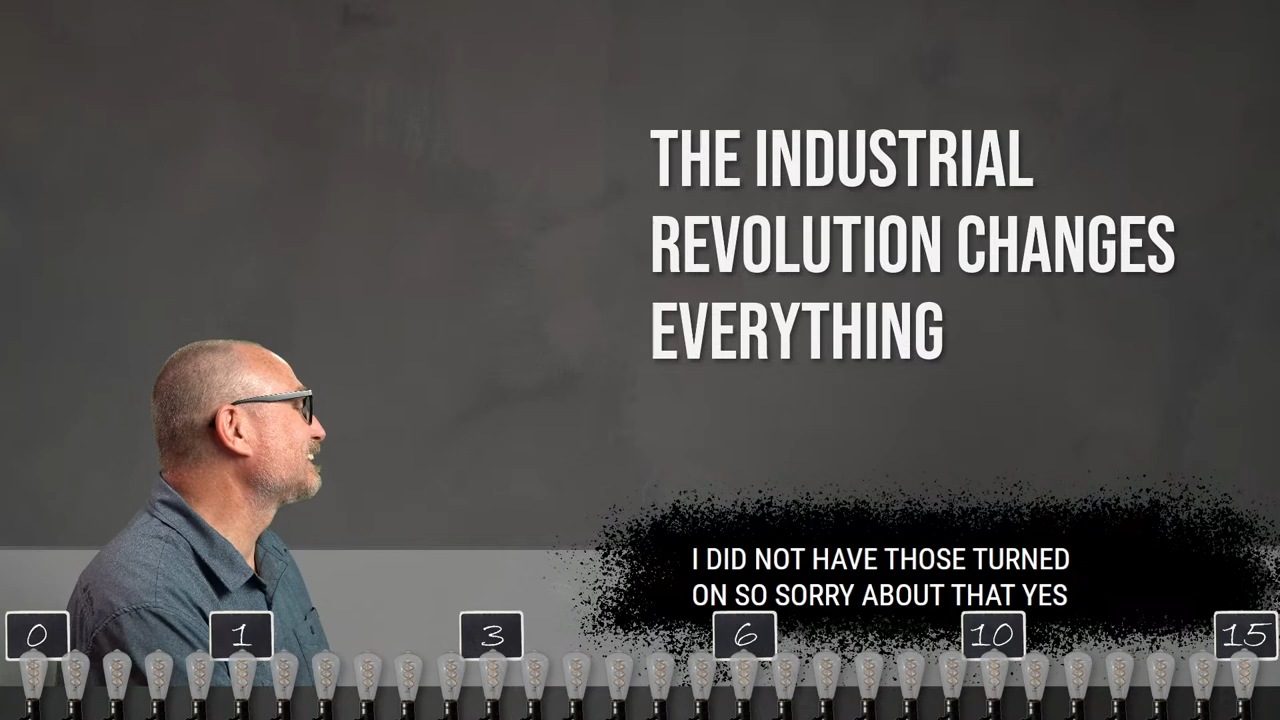 THE INDUSTRIAL
REVOLUTION CHANGES
EVERYTHING
I DID NOT HAVE THOSE TURNED
ON SO SORRY ABOUT THAT YES
0 1 3 6 10 15